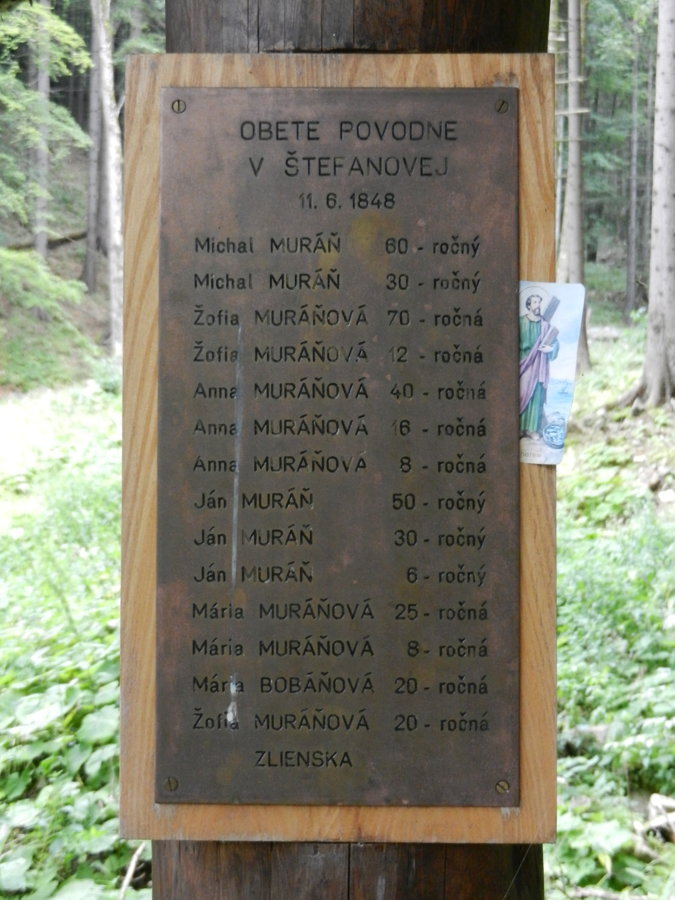 OBETE POVODNE
V ŠTEFANOVEJ
11. 6. 1848
Michal MURÁŇ 60 - ročný
Michal MURÁŇ 30 - ročný
Žofia MURÁŇOVÁ 70 - ročná
Žofia MURÁŇOVÁ 12 - ročná
Anna MURÁŇOVÁ 40 - ročná
Anna MURÁŇOVÁ 16 - ročná
Anna MURÁŇOVÁ 8 - ročná
Ján MURÁŇ 50 - ročný
Ján MURÁŇ 30 - ročný
Ján MURÁŇ 6 - ročný
Mária MURÁŇOVÁ 25 - ročná
Mária MURÁŇOVÁ 8 - ročná
Mária BOBÁŇOVÁ 20 - ročná
Žofia MURÁŇOVÁ 20 - ročná
ZLIENSKA